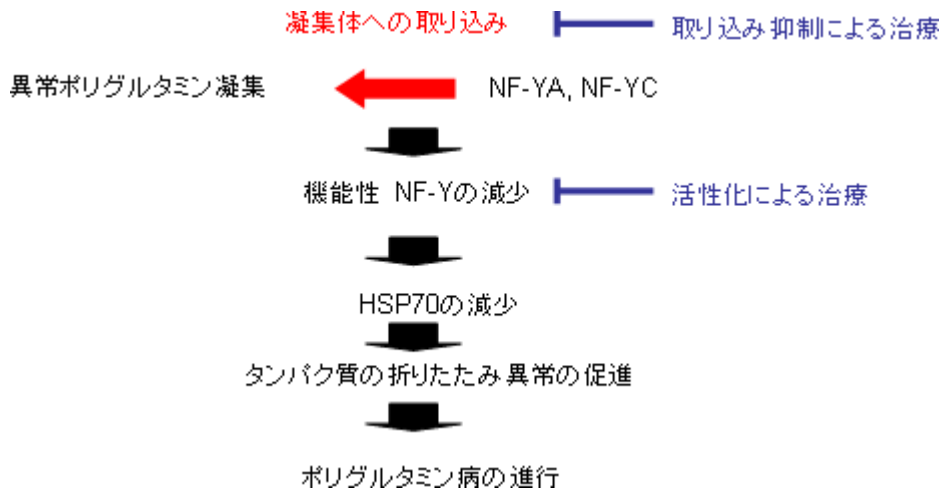 凝集体への取り込み
取り込み抑制による治療
異常ポリグルタミン凝集
NF-YA, NF-YC
機能性 NF-Yの減少
活性化による治療
HSP70の減少
タンパク質の折りたたみ異常の促進
ポリグルタミン病の進行